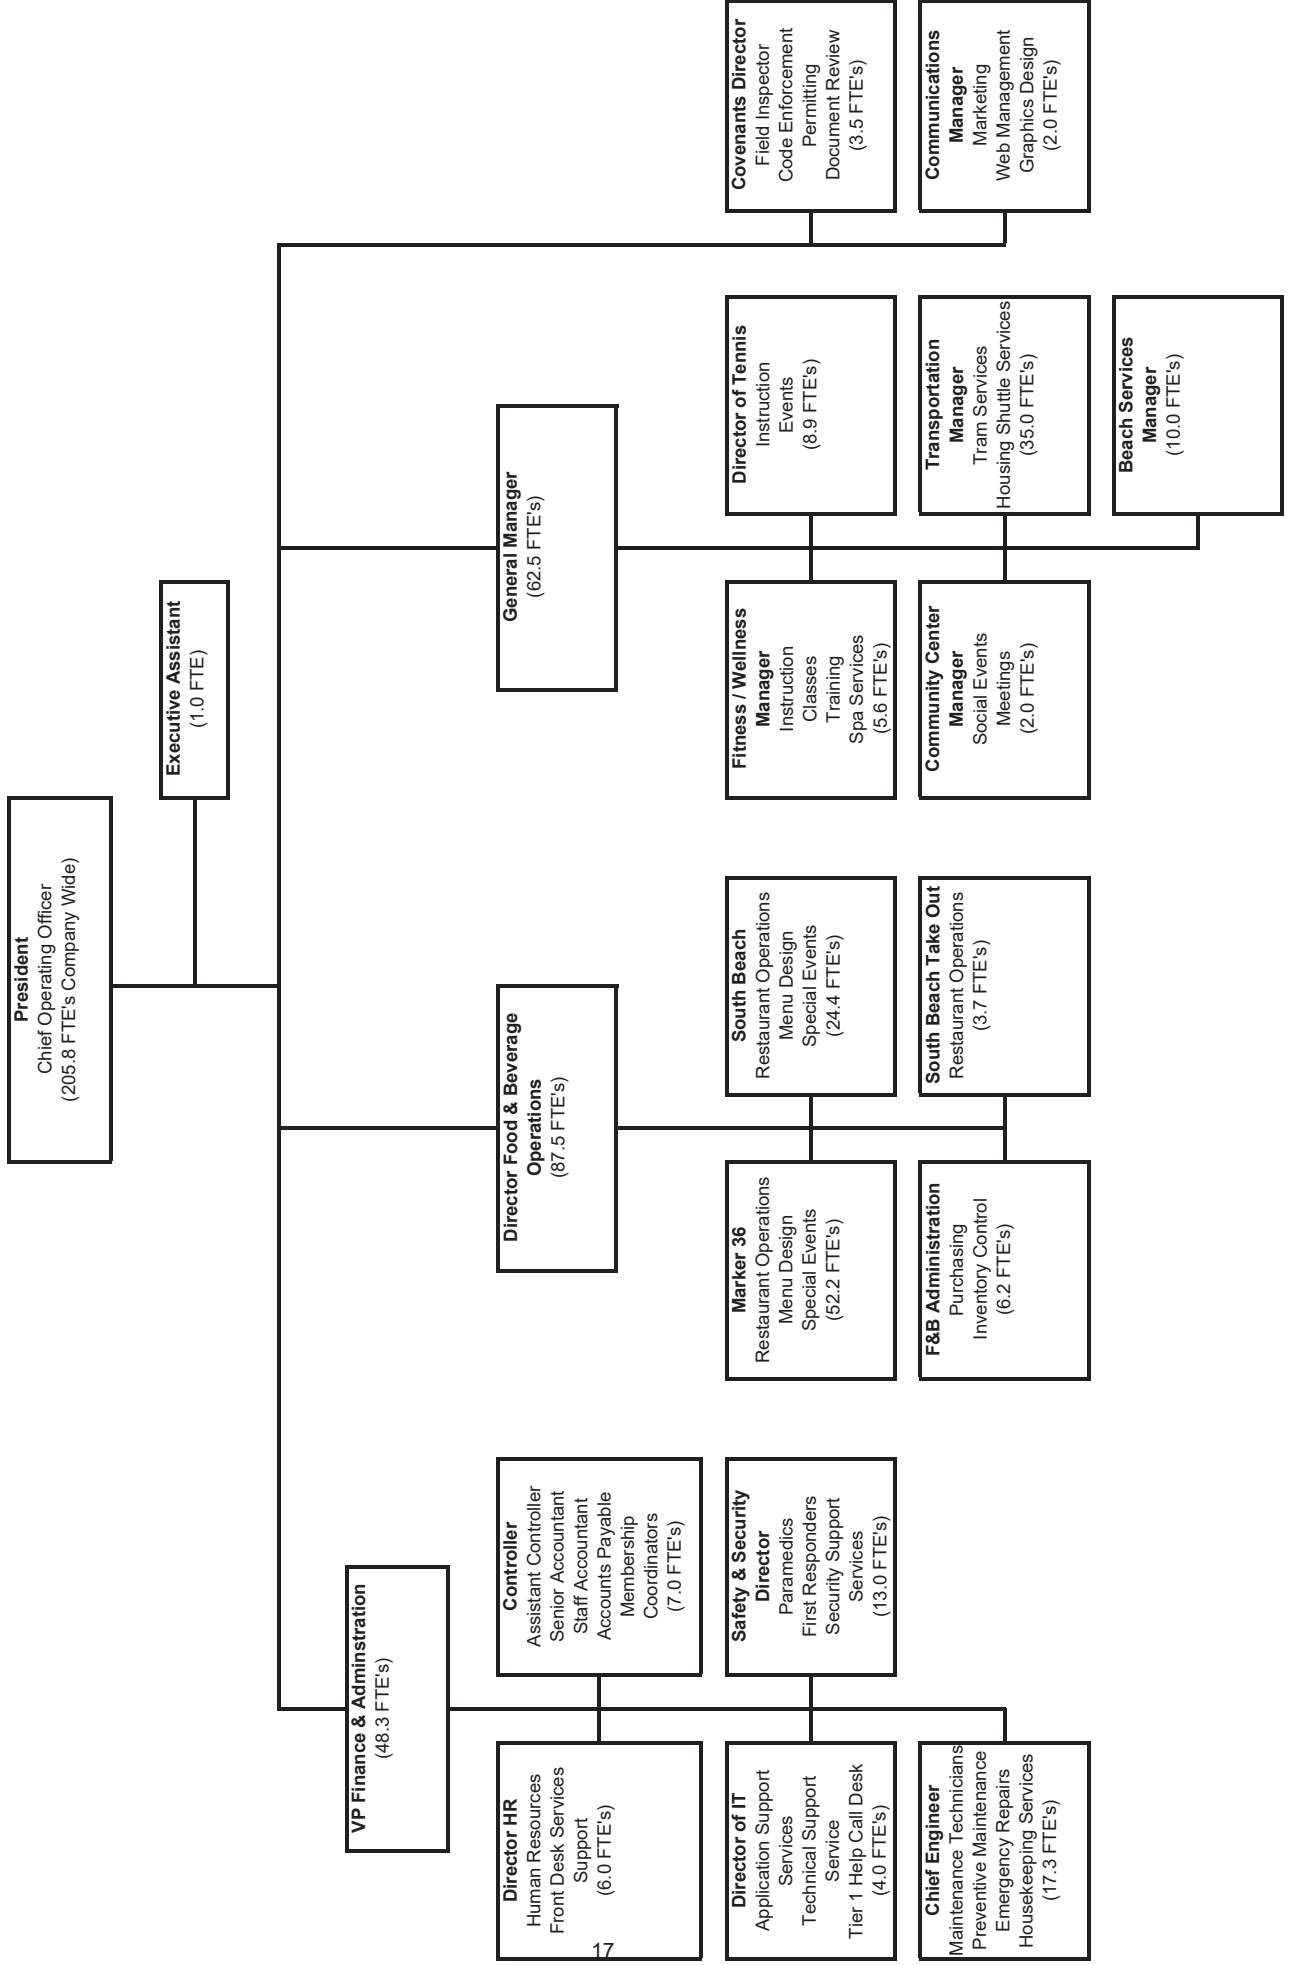 President
Chief Operating Officer
(205.8 FTE's Company Wide)
Executive Assistant
(1.0 FTE)
VP Finance & Adminstration
(48.3 FTE's)
Director HR
Human Resources
Front Desk Services
Support
(6.0 FTE's)
Controller
Assistant Controller
Senior Accountant
Staff Accountant
Accounts Payable
Membership
Coordinators
(7.0 FTE's)
Director of IT
Application Support
Services
Technical Support
Service
Tier 1 Help Call Desk
(4.0 FTE's)
Safety & Security
Director
Paramedics
First Responders
Security Support
Services
(13.0 FTE's)
Chief Engineer
Maintenance Technicians
Preventive Maintenance
Emergency Repairs
Housekeeping Services
(17.3 FTE's)
Director Food & Beverage
Operations
(87.5 FTE's)
Marker 36
Restaurant Operations
Menu Design
Special Events
(52.2 FTE's)
South Beach
Restaurant Operations
Menu Design
Special Events
(24.4 FTE's)
F&B Administration
Purchasing
Inventory Control
(6.2 FTE's)
South Beach Take Out
Restaurant Operations
(3.7 FTE's)
General Manager
(62.5 FTE's)
Fitness / Wellness
Manager
Instruction
Classes
Training
Spa Services
(5.6 FTE's)
Director of Tennis
Instruction
Events
(8.9 FTE's)
Community Center
Manager
Social Events
Meetings
(2.0 FTE's)
Transportation
Manager
Tram Services
Housing Shuttle Services
(35.0 FTE's)
Beach Services
Manager
(10.0 FTE's)
Covenants Director
Field Inspector
Code Enforcement
Permitting
Document Review
(3.5 FTE's)
Communications
Manager
Marketing
Web Management
Graphics Design
(2.0 FTE's)
17